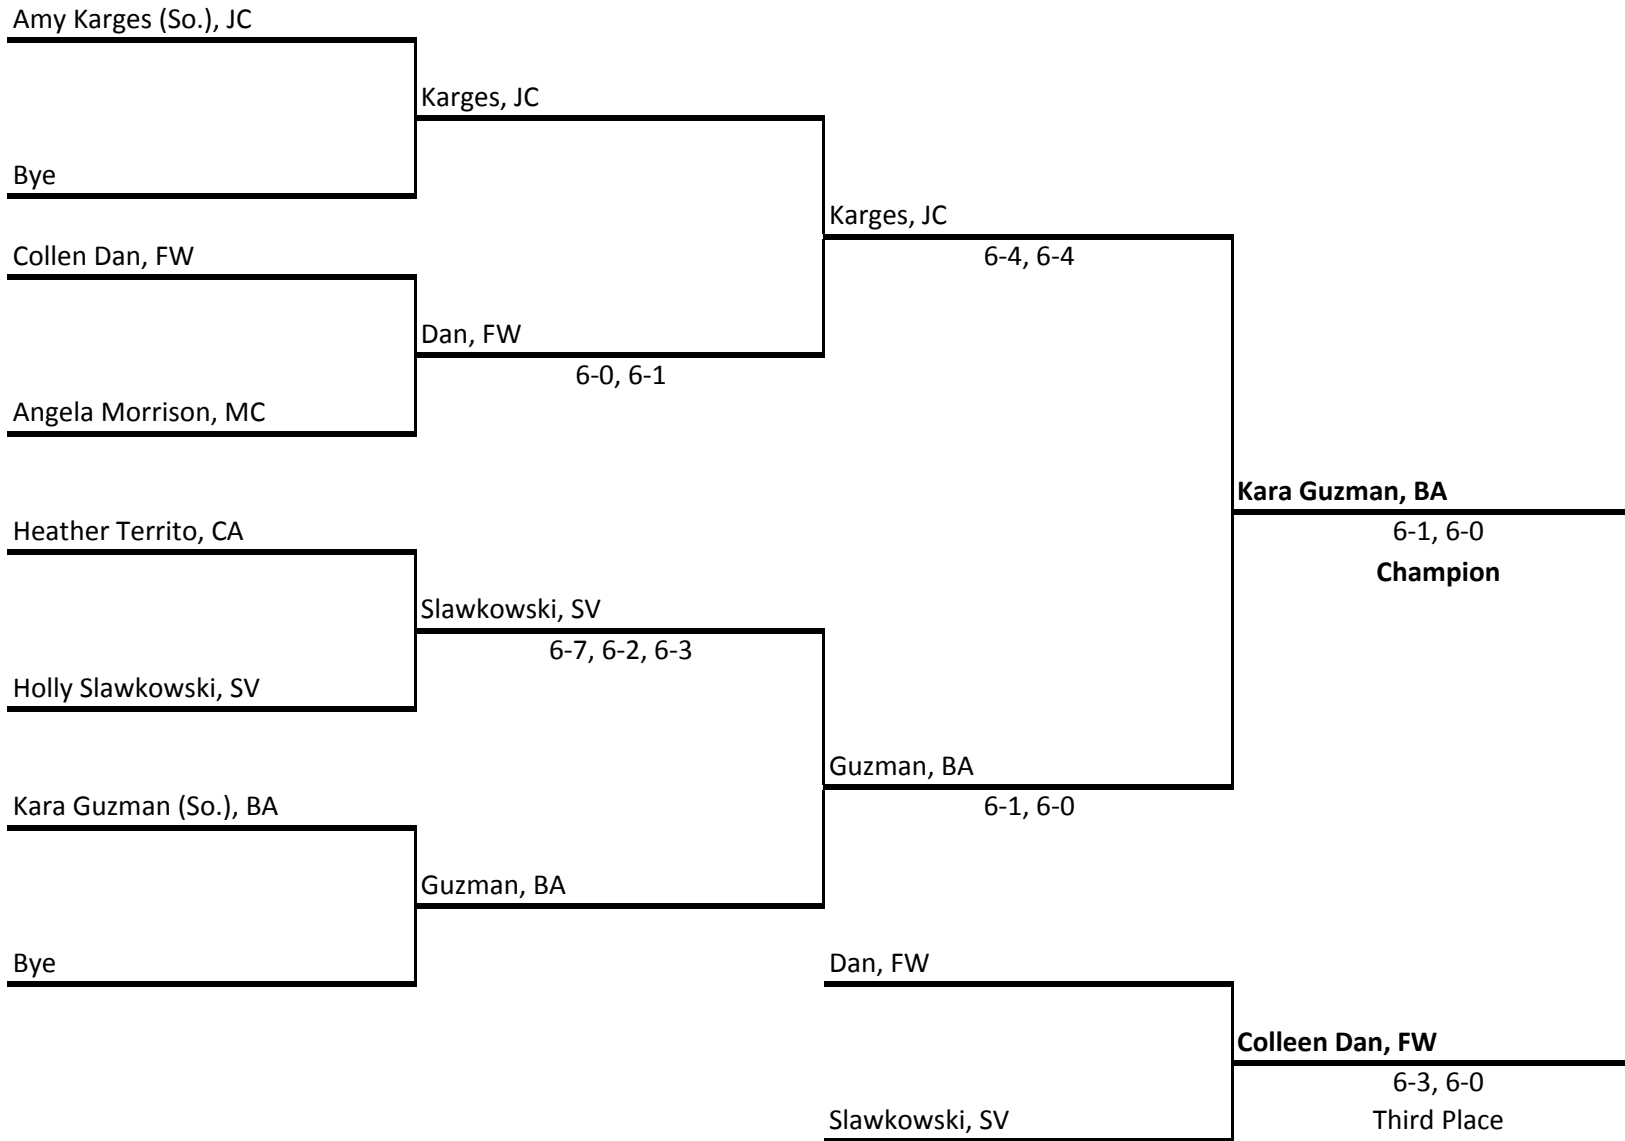 Amy Karges (So.), JC
Karges, JC
Bye
Karges, JC
6-4, 6-4
Collen Dan, FW
Dan, FW
6-0, 6-1
Angela Morrison, MC
Kara Guzman, BA
6-1, 6-0
Champion
Heather Territo, CA
Slawkowski, SV
6-7, 6-2, 6-3
Holly Slawkowski, SV
Guzman, BA
6-1, 6-0
Kara Guzman (So.), BA
Guzman, BA
Bye
Dan, FW
Colleen Dan, FW
6-3, 6-0
Third Place
Slawkowski, SV